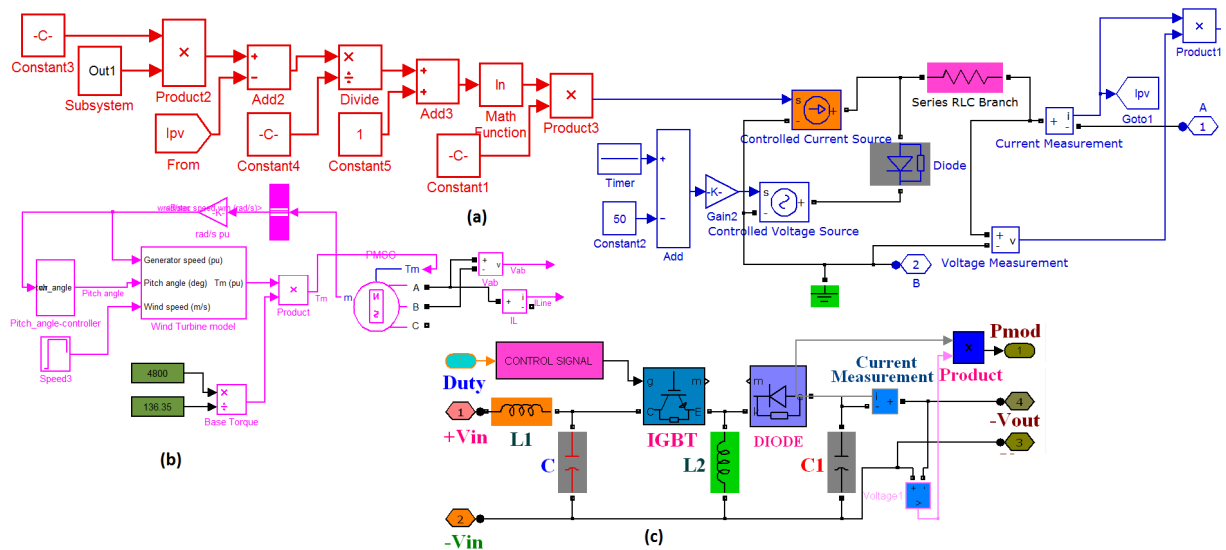 -C-
Constant3
Out1
Subsystem
×
Product2
Ipv
From
+
-
Add2
×
÷
Divide
-C-
Constant4
1
Constant5
+
+
Add3
ln
Math
Function
-C-
Constant1
×
Product3
(a)
Timer
50
Constant2
+
-
Add
-K-
Gain2
s
-
+
Controlled Current Source
s
-
+
Controlled Voltage Source
Series RLC Branch
Diode
+
i
-
Current Measurement
Ipv
Goto1
×
Product1
A
1
+
-
v
Voltage Measurement
2
B
-K-
rad/s pu
Generator speed (pu)
Pitch angle (deg)
Tm (pu)
Wind speed (m/s)
Wind Turbine model
Pitch angle
Pitch_angle-controller
Speed3
4800
136.35
×
÷
Base Torque
×
Product
Tm
PMSG
Tm
m
A
B
C
+
-
v
Vab
Vab
+
i
-
IL
ILine
(b)
Duty
CONTROL SIGNAL
1
+Vin
L1
C
g
m
C
E
IGBT
L2
m
DIODE
C1
Current
Measurement
i
-
+
×
Product
Pmod
1
4
-Vout
3
Voltage1
2
-Vin
(c)